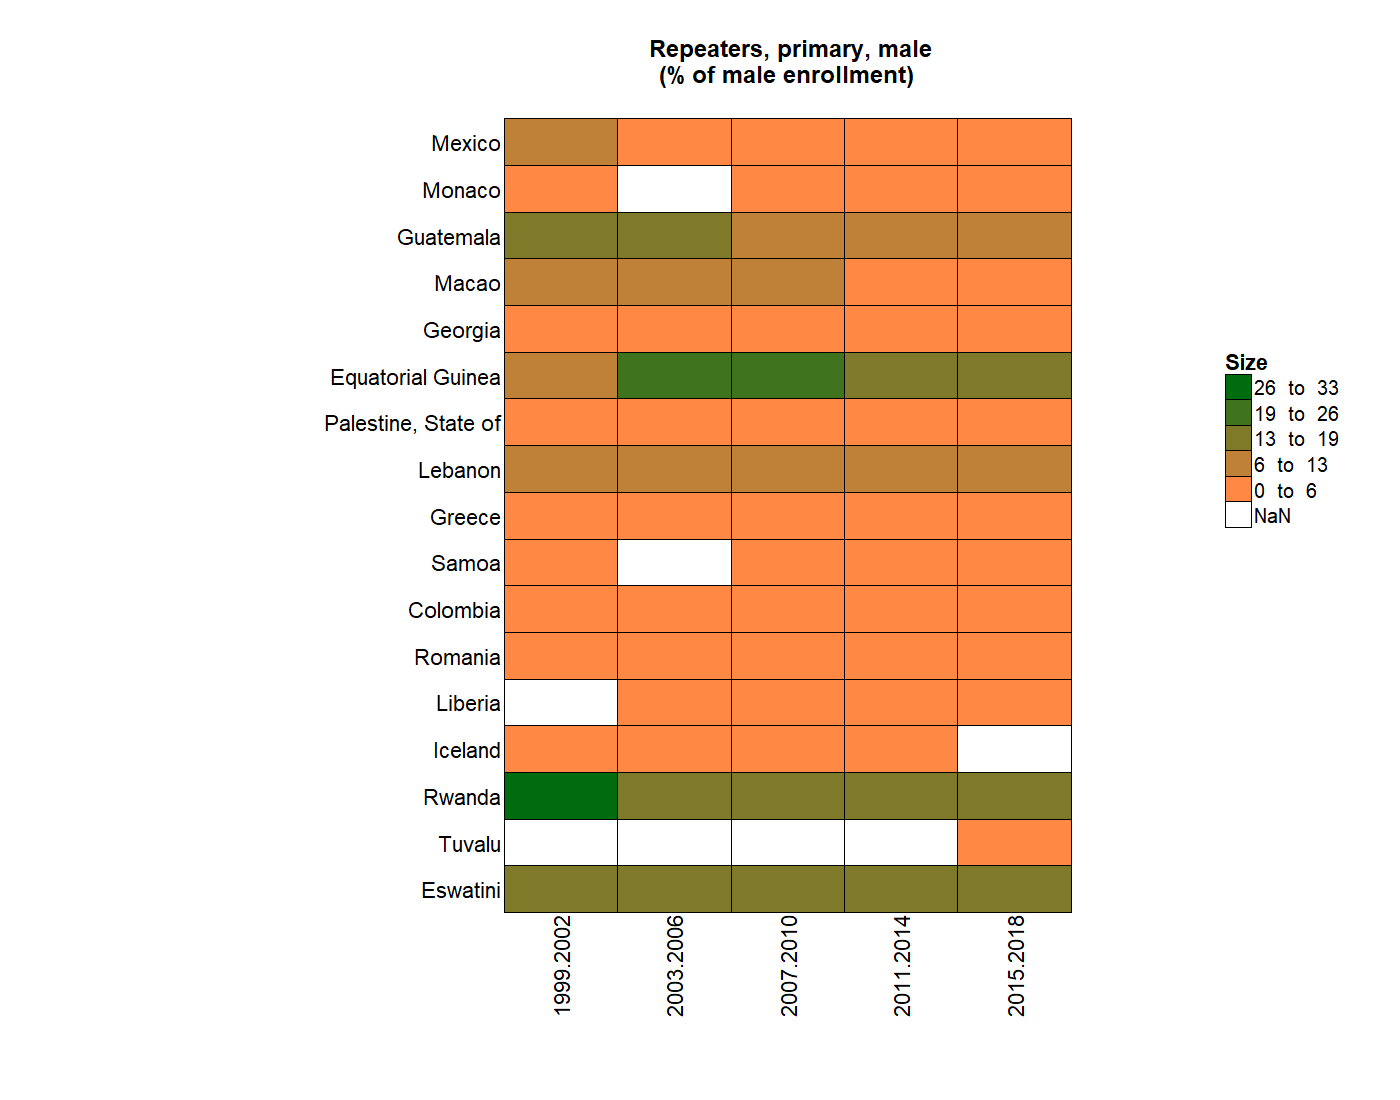 Repeaters, primary, male
(% of male enrollment)
Mexico
Monaco
Guatemala
Macao
Georgia
Equatorial Guinea
Palestine, State of
Lebanon
Greece
Samoa
Colombia
Romania
Liberia
Iceland
Rwanda
Tuvalu
Eswatini
1999.2002
2003.2006
2007.2010
2011.2014
2015.2018
Size
26 to 33
19 to 26
13 to 19
6 to 13
0 to 6
NaN